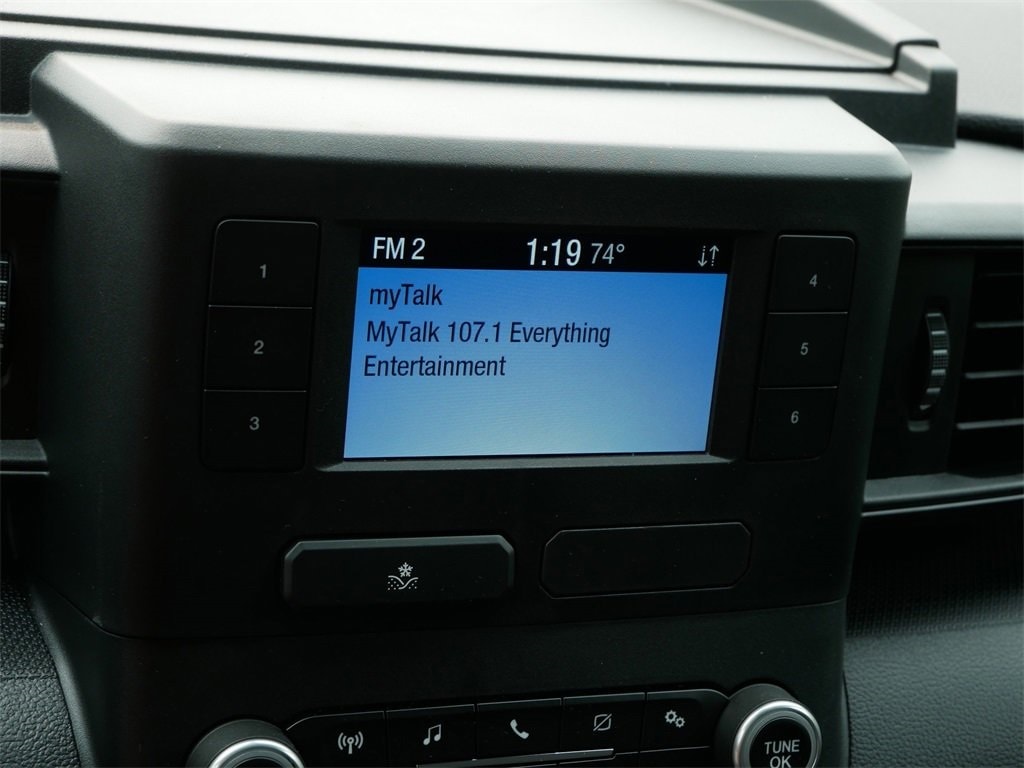 FM 2 1:19 74°
myTalk
MyTalk 107.1 Everything
Entertainment
1
2
3
4
5
6
TUNE
OK